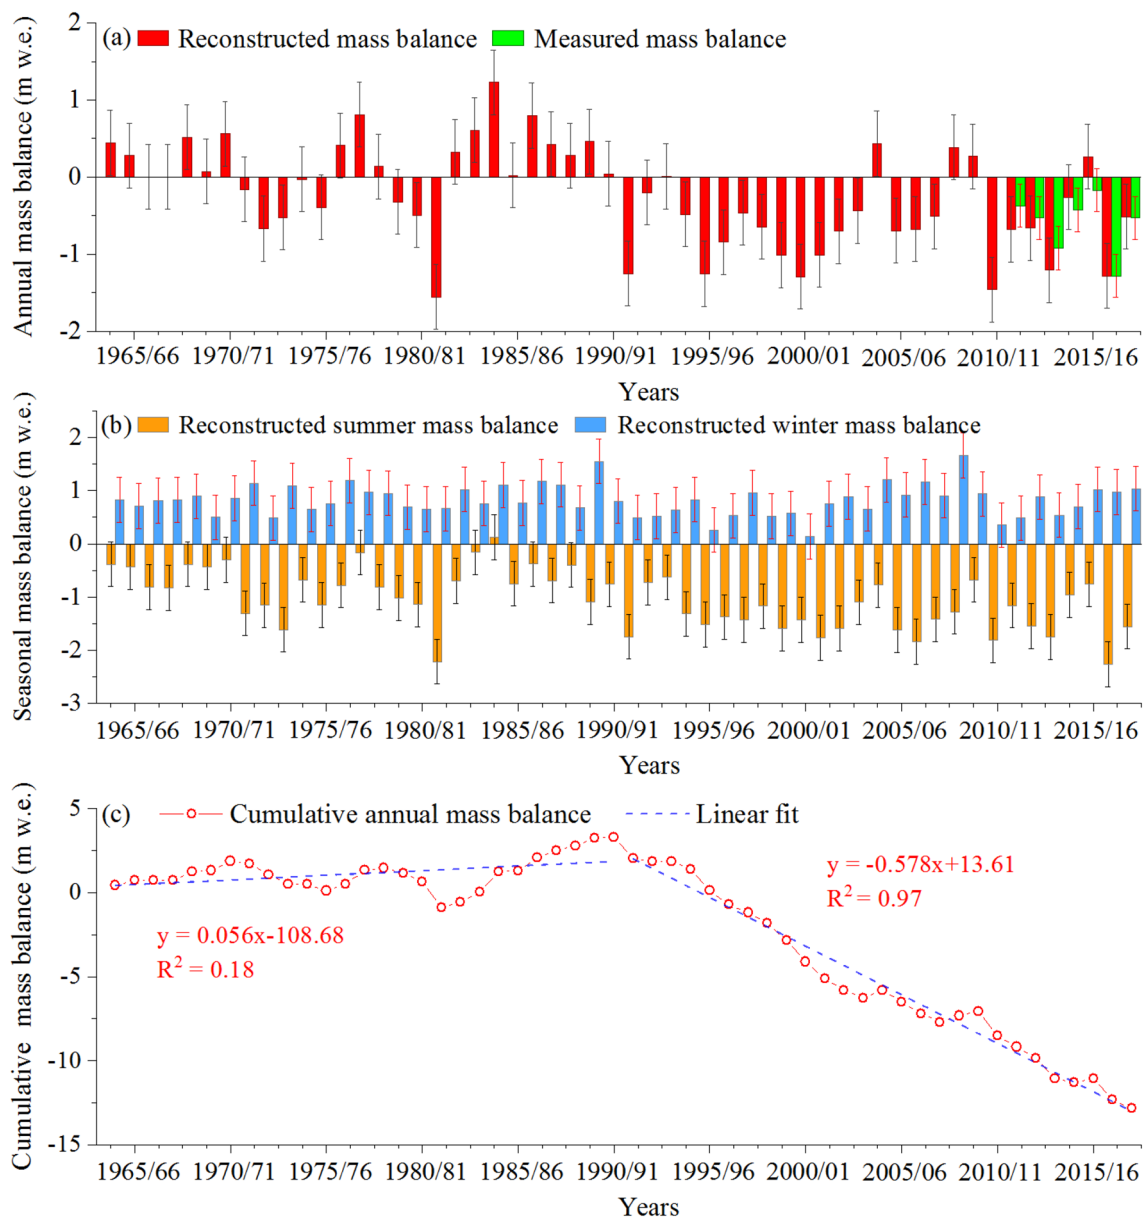 Annual mass balance (m w.e.)
2
1
0
-1
-2
(a) Reconstructed mass balance Measured mass balance
1965/66 1970/71 1975/76 1980/81 1985/86 1990/91 1995/96 2000/01 2005/06 2010/11 2015/16
Years
Seasonal mass balance (m w.e.)
2
1
0
-1
-2
-3
(b) Reconstructed summer mass balance Reconstructed winter mass balance
1965/66 1970/71 1975/76 1980/81 1985/86 1990/91 1995/96 2000/01 2005/06 2010/11 2015/16
Years
Cumulative mass balance (m w.e.)
5
0
-5
-10
-15
(c) Cumulative annual mass balance Linear fit
y = -0.578x+13.61
R² = 0.97
y = 0.056x-108.68
R² = 0.18
1965/66 1970/71 1975/76 1980/81 1985/86 1990/91 1995/96 2000/01 2005/06 2010/11 2015/16
Years